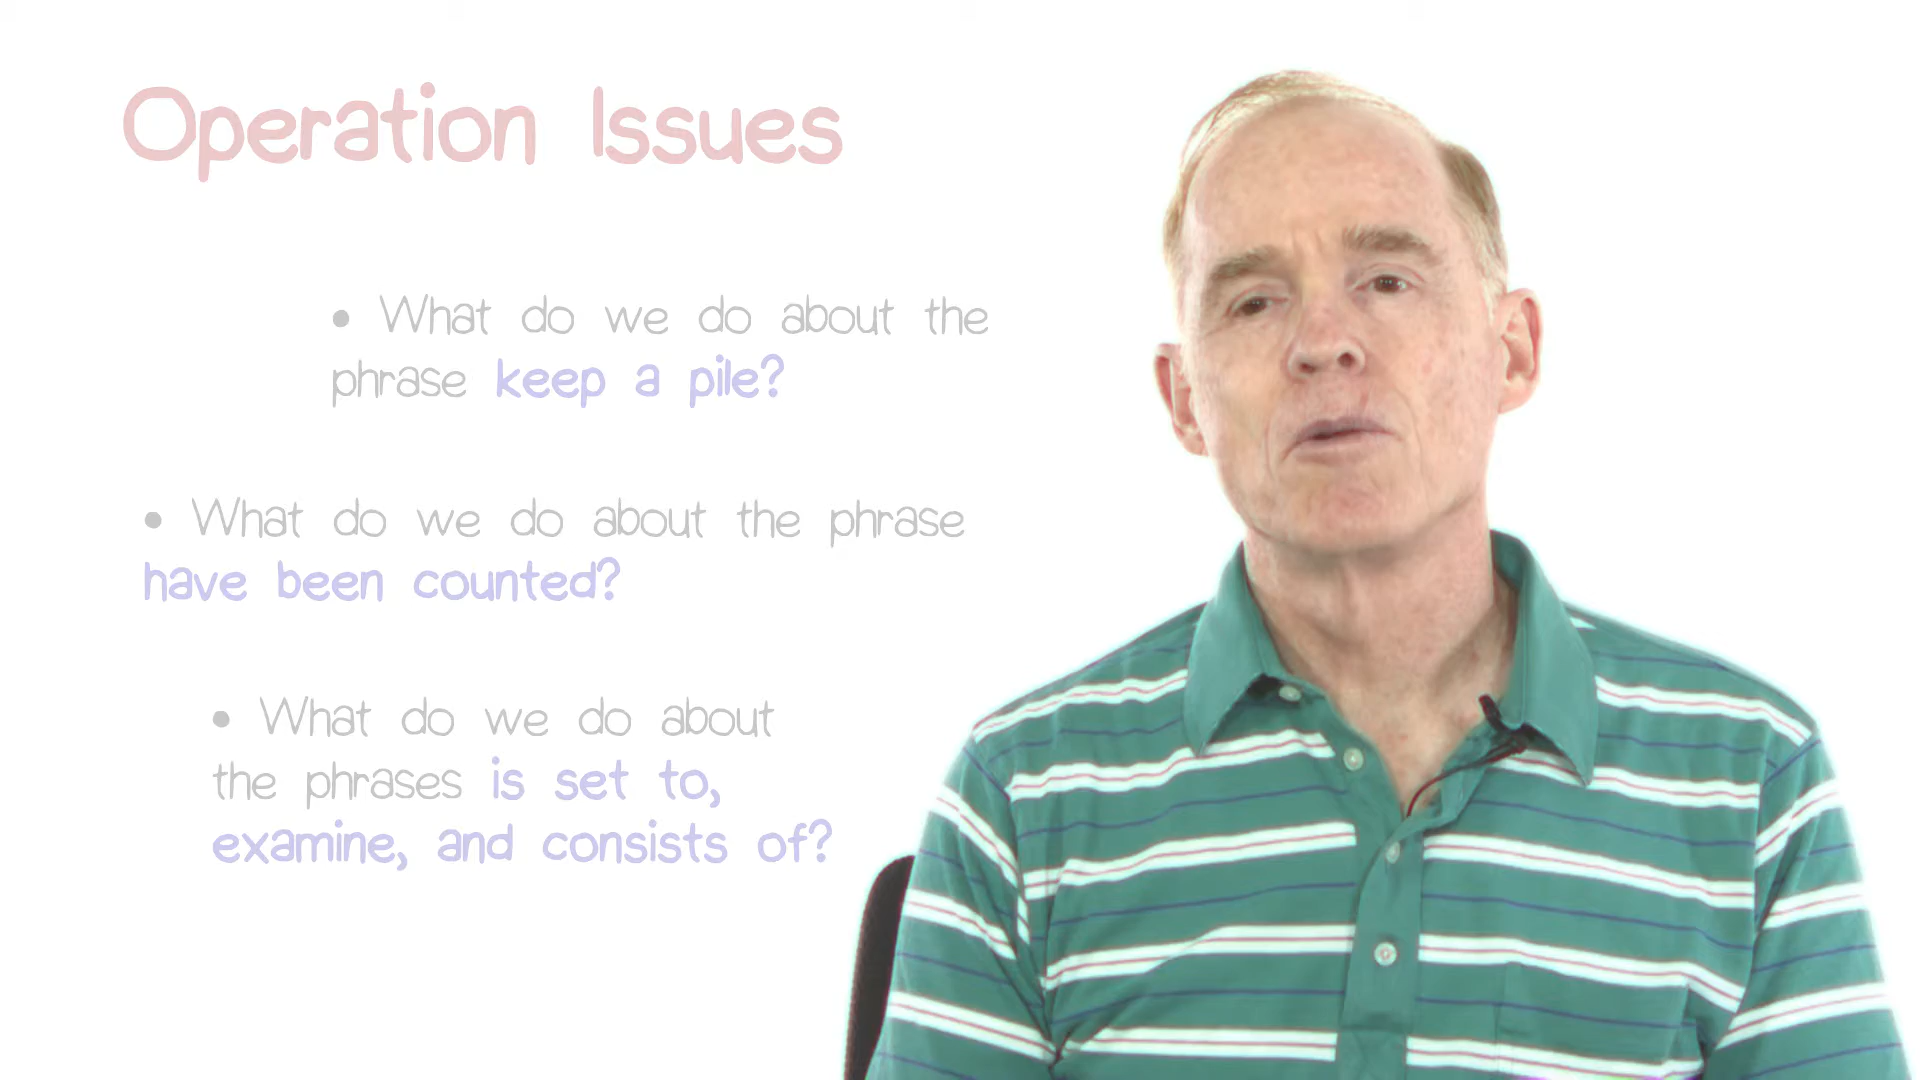 Operation Issues
• What do we do about the
phrase keep a pile?
• What do we do about the phrase
have been counted?
• What do we do about
the phrases is set to,
examine, and consists of?